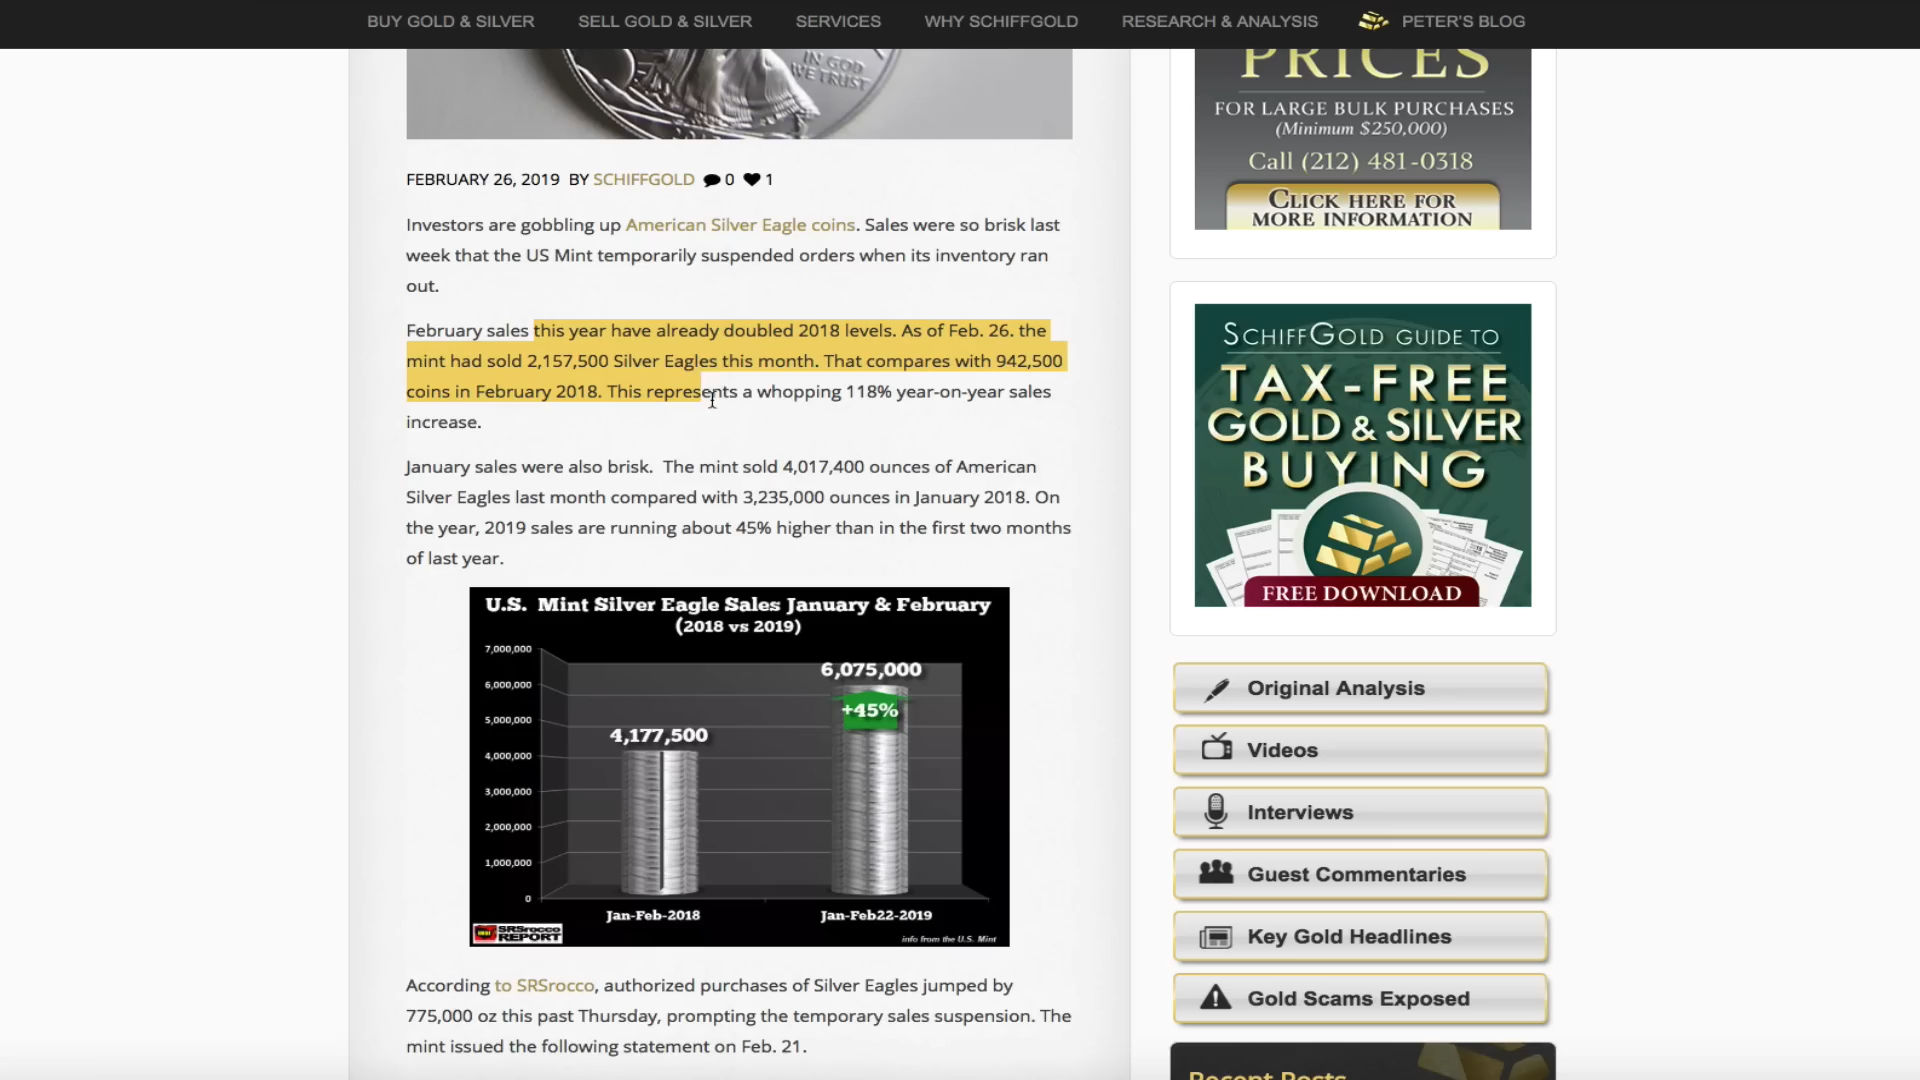 BUY GOLD & SILVER
SELL GOLD & SILVER
SERVICES
WHY SCHIFFGOLD
RESEARCH & ANALYSIS
PETER'S BLOG
IN GOD
WE TRUST
FEBRUARY 26, 2019 BY SCHIFFGOLD 0 1
Investors are gobbling up American Silver Eagle coins. Sales were so brisk last
week that the US Mint temporarily suspended orders when its inventory ran
out.
February sales this year have already doubled 2018 levels. As of Feb. 26. the
mint had sold 2,157,500 Silver Eagles this month. That compares with 942,500
coins in February 2018. This represents a whopping 118% year-on-year sales
increase.
January sales were also brisk.  The mint sold 4,017,400 ounces of American
Silver Eagles last month compared with 3,235,000 ounces in January 2018. On
the year, 2019 sales are running about 45% higher than in the first two months
of last year.
U.S. Mint Silver Eagle Sales January & February
(2018 vs 2019)
7,000,000
6,000,000
5,000,000
4,000,000
3,000,000
2,000,000
1,000,000
0
4,177,500
6,075,000
+45%
Jan-Feb-2018
Jan-Feb22-2019
SRSrocco
REPORT
info from the U.S. Mint
According to SRSrocco, authorized purchases of Silver Eagles jumped by
775,000 oz this past Thursday, prompting the temporary sales suspension. The
mint issued the following statement on Feb. 21.
PRICES
FOR LARGE BULK PURCHASES
(Minimum $250,000)
Call (212) 481-0318
CLICK HERE FOR
MORE INFORMATION
SCHIFFGOLD GUIDE TO
TAX-FREE
GOLD & SILVER
BUYING
FREE DOWNLOAD
Original Analysis
Videos
Interviews
Guest Commentaries
Key Gold Headlines
Gold Scams Exposed
Recent Posts